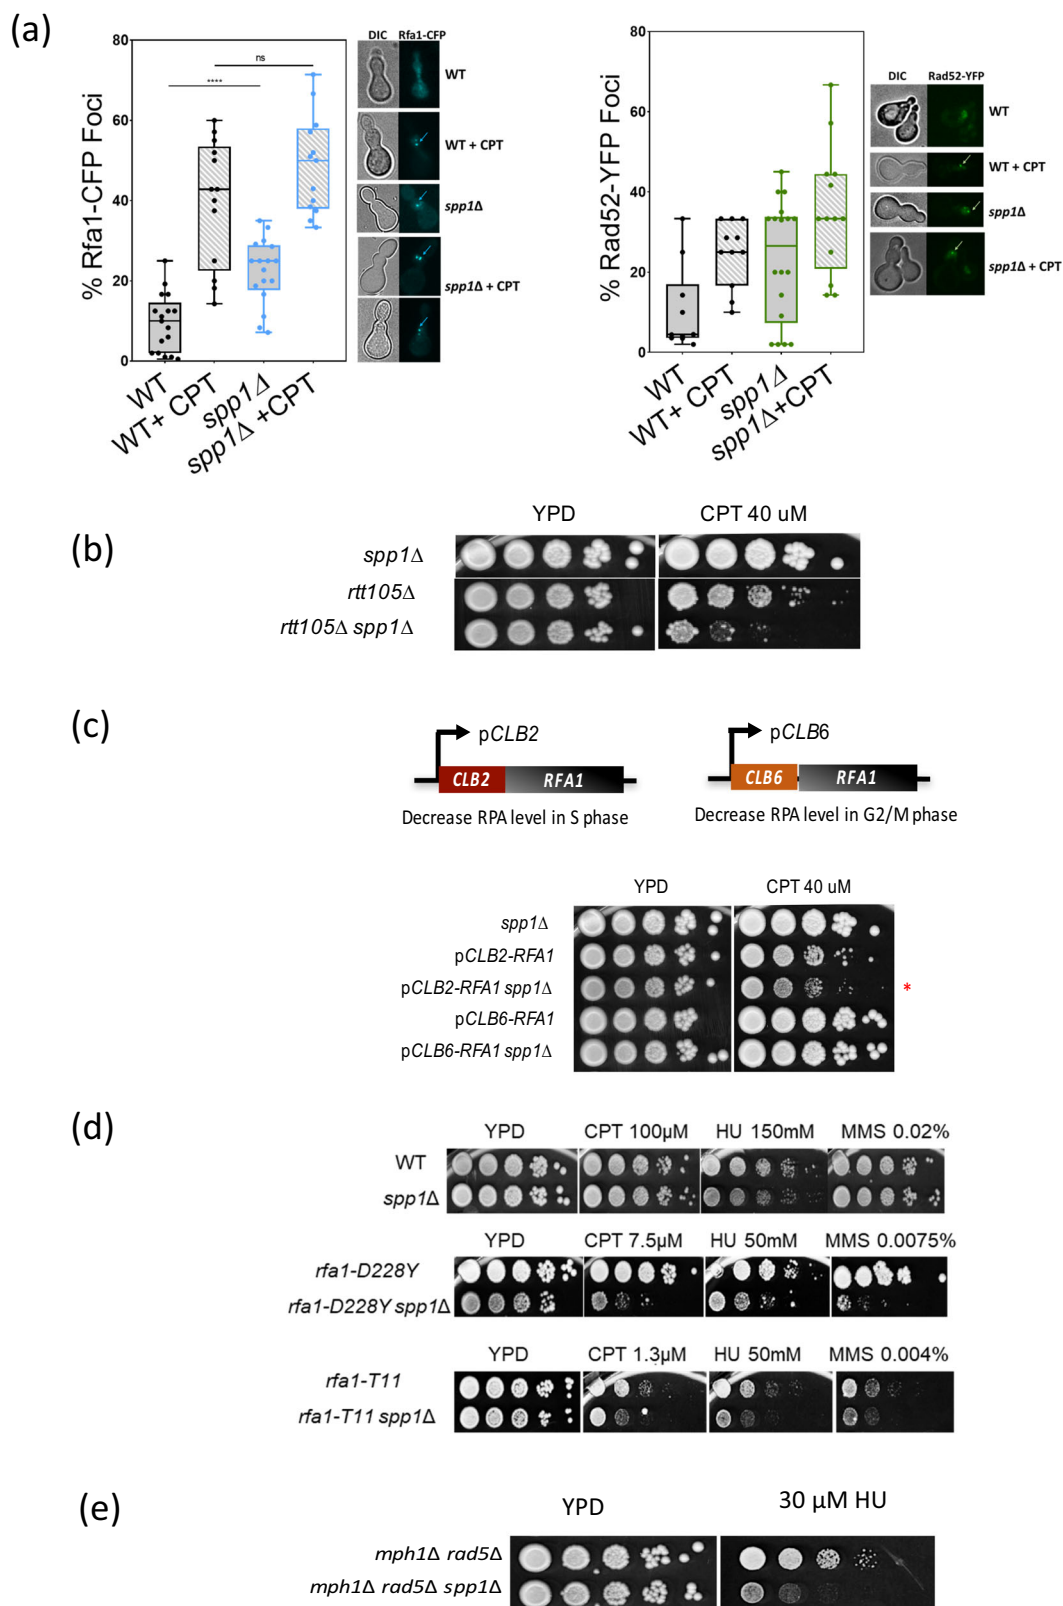 (a)
% Rfa1-CFP Foci
80
60
40
20
0
****
ns
WT
WT+ CPT
spp1Δ
spp1Δ +CPT
DIC Rfa1-CFP
WT
WT + CPT
spp1Δ
spp1Δ + CPT
% Rad52-YFP Foci
80
60
40
20
0
WT
WT+ CPT
spp1Δ
spp1Δ+CPT
DIC Rad52-YFP
WT
WT + CPT
spp1Δ
spp1Δ + CPT
(b)
YPD CPT 40 uM
spp1Δ
rtt105Δ
rtt105Δ spp1Δ
(c)
pCLB2
CLB2 RFA1
Decrease RPA level in S phase
pCLB6
CLB6 RFA1
Decrease RPA level in G2/M phase
YPD CPT 40 uM
spp1Δ
pCLB2-RFA1
pCLB2-RFA1 spp1Δ *
pCLB6-RFA1
pCLB6-RFA1 spp1Δ
(d)
YPD CPT 100µM HU 150mM MMS 0.02%
WT
spp1Δ
YPD CPT 7.5µM HU 50mM MMS 0.0075%
rfa1-D228Y
rfa1-D228Y spp1Δ
YPD CPT 1.3µM HU 50mM MMS 0.004%
rfa1-T11
rfa1-T11 spp1Δ
(e)
YPD 30 µM HU
mph1Δ rad5Δ
mph1Δ rad5Δ spp1Δ